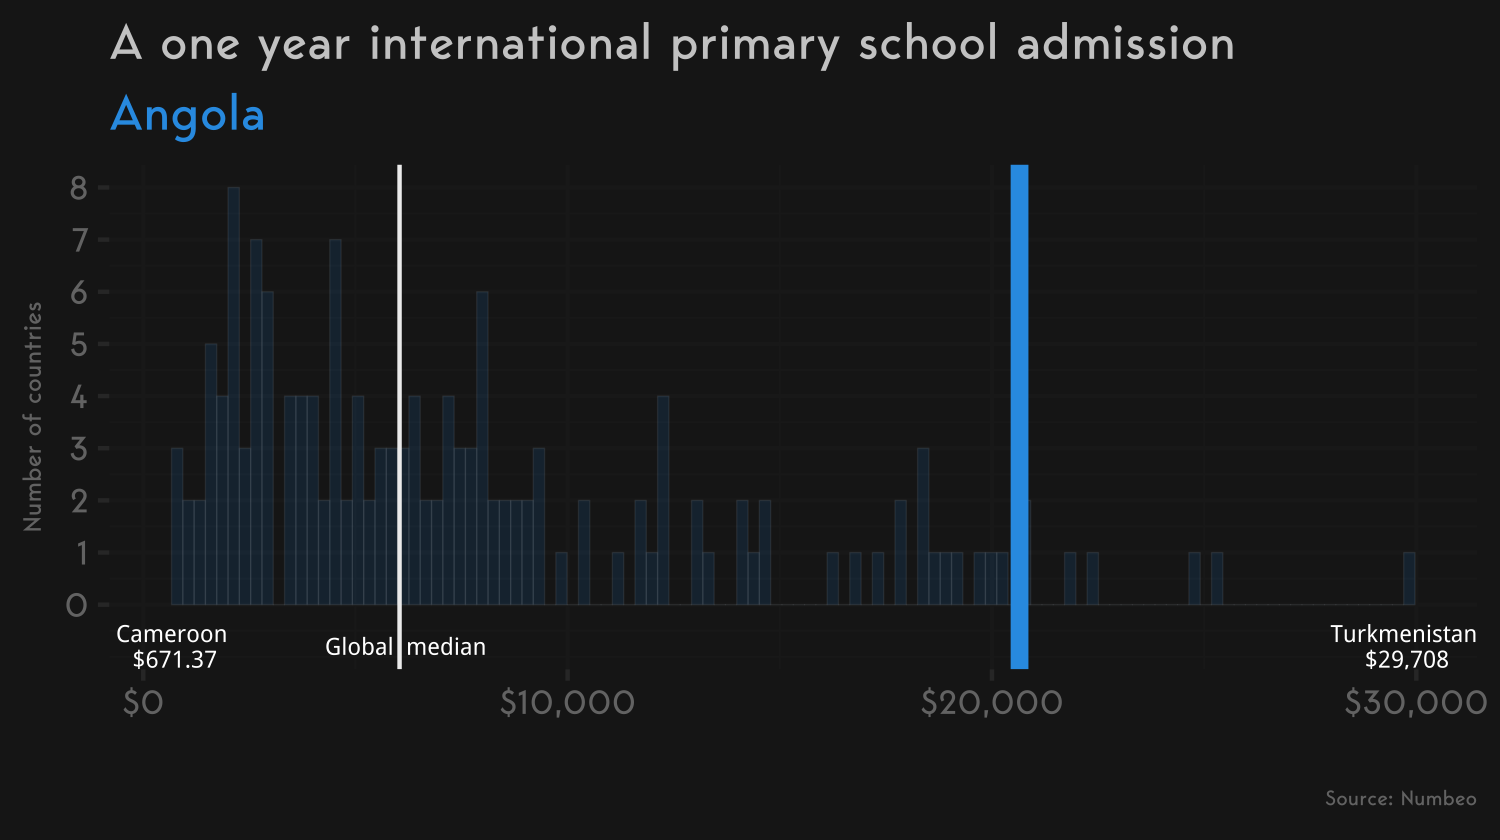 A one year international primary school admission
Angola
Number of countries
8
7
6
5
4
3
2
1
0
Cameroon
$671.37
Global median
Turkmenistan
$29,708
$0
$10,000
$20,000
$30,000
Source: Numbeo